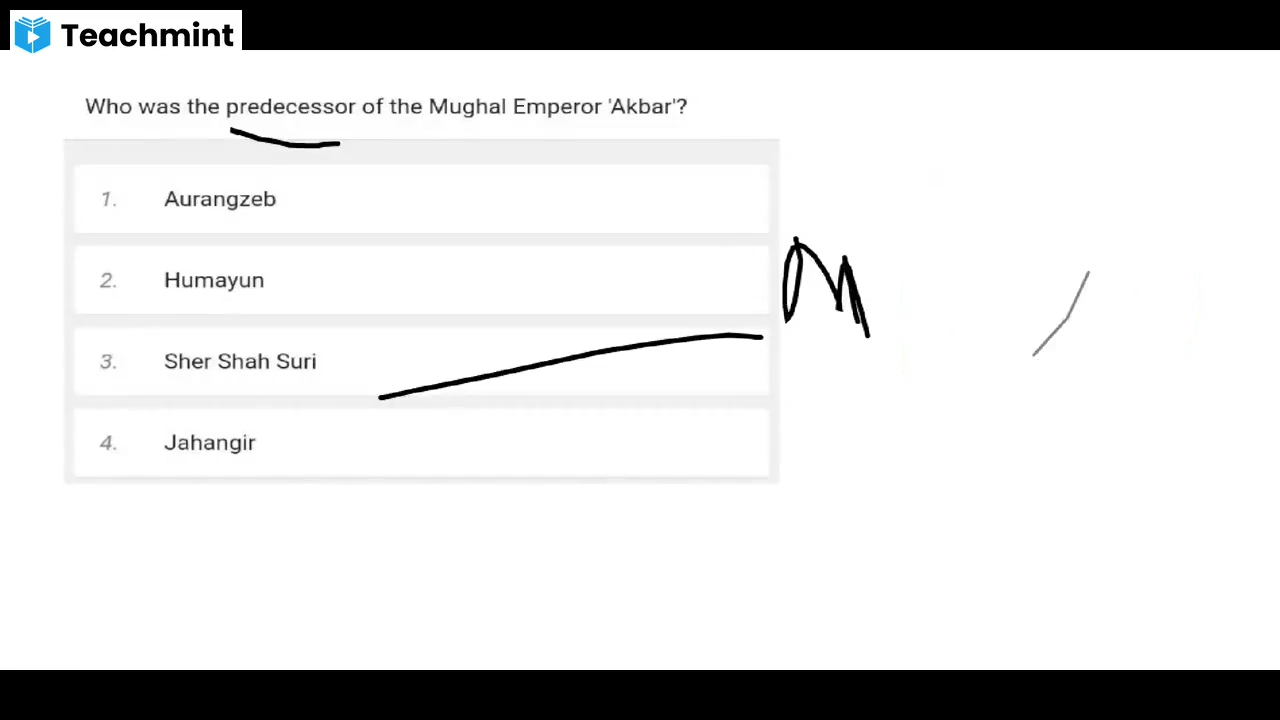 Teachmint
Who was the predecessor of the Mughal Emperor 'Akbar'?
1. Aurangzeb
2. Humayun
3. Sher Shah Suri
4. Jahangir